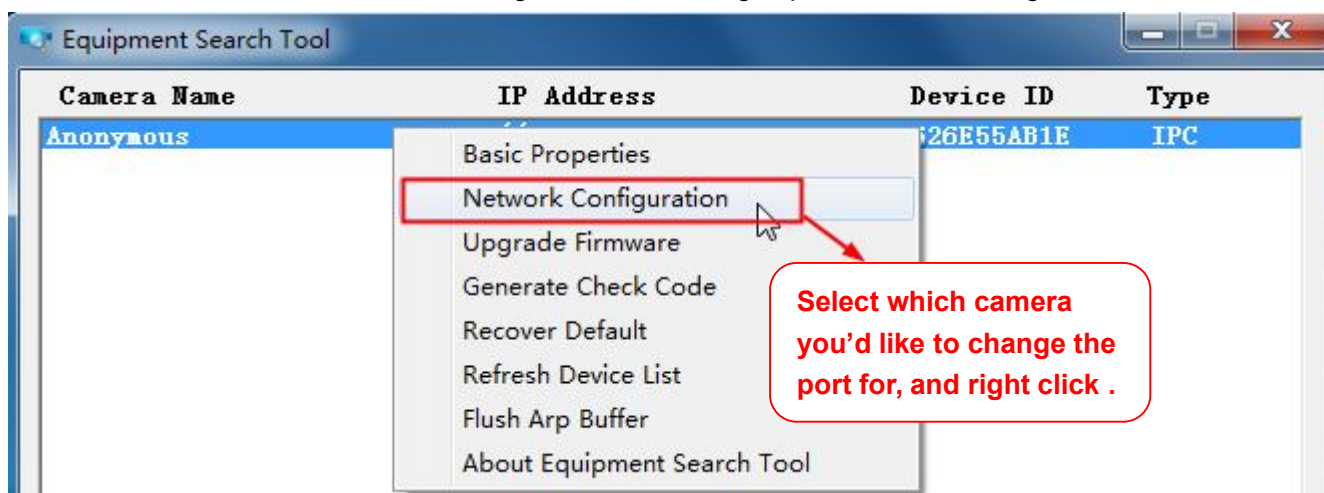 Equipment Search Tool
Camera Name IP Address Device ID Type
Anonymous 526E55AB1E IPC
Basic Properties
Network Configuration
Upgrade Firmware
Generate Check Code
Recover Default
Refresh Device List
Flush Arp Buffer
About Equipment Search Tool
Select which camera
you’d like to change the
port for, and right click .